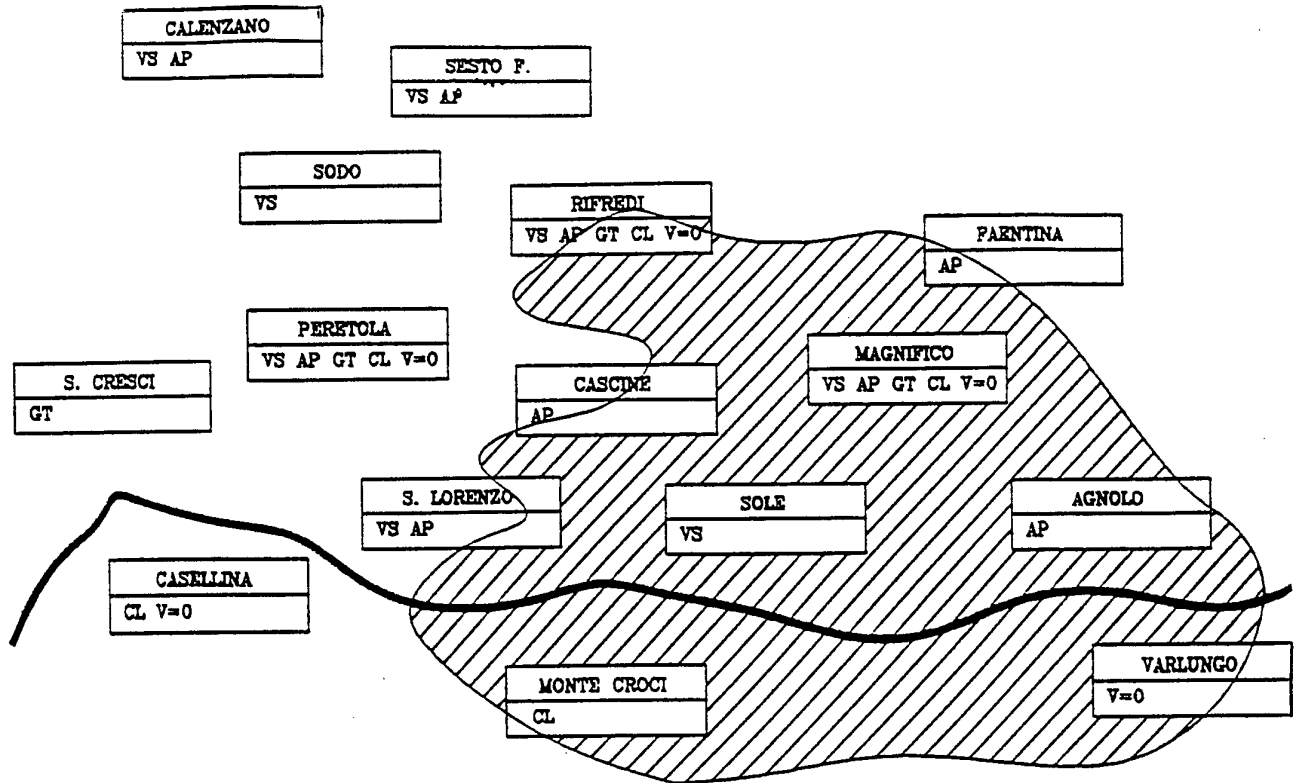 CALENZANO
VS AP
SESTO F.
VS AP
SODO
VS
RIFREDI
VS AP GT CL V=0
FAENTINA
AP
PERETOLA
VS AP GT CL V=0
MAGNIFICO
VS AP GT CL V=0
S. CRESCI
GT
CASCINE
AP
S. LORENZO
VS AP
SOLE
VS
AGNOLO
AP
CASELLINA
CL V=0
MONTE CROCI
CL
VARLUNGO
V=0